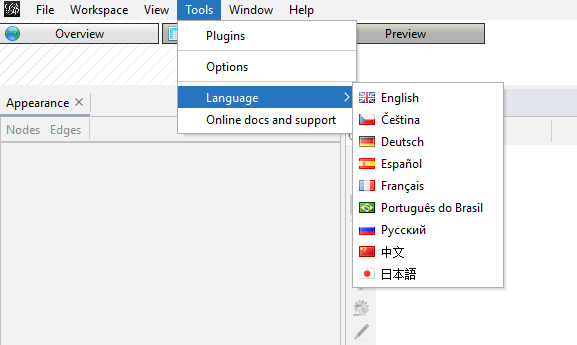 File Workspace View Tools Window Help
Overview Preview
Plugins
Options
Language
Online docs and support
English
Čeština
Deutsch
Español
Français
Português do Brasil
Русский
中文
日本語
Appearance
Nodes Edges